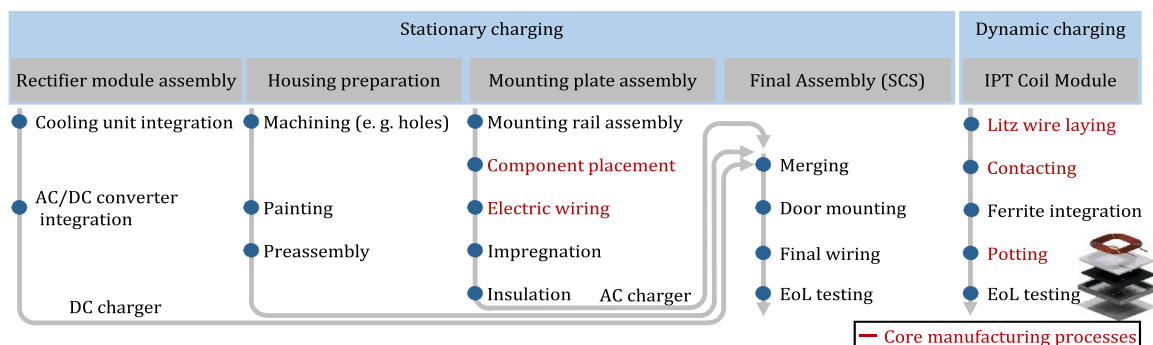 Stationary charging
Dynamic charging
Rectifier module assembly
Housing preparation
Mounting plate assembly
Final Assembly (SCS)
IPT Coil Module
Cooling unit integration
AC/DC converter
integration
DC charger
Machining (e. g. holes)
Painting
Preassembly
Mounting rail assembly
Component placement
Electric wiring
Impregnation
Insulation
AC charger
Merging
Door mounting
Final wiring
EoL testing
Litz wire laying
Contacting
Ferrite integration
Potting
EoL testing
Core manufacturing processes